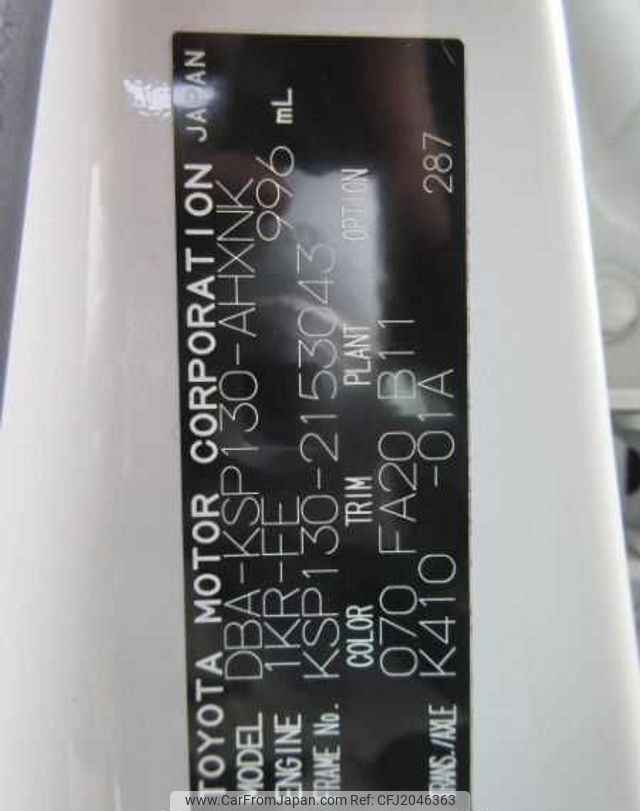 TOYOTA MOTOR CORPORATION JAPAN
MODEL DBA-KSP130-AHXNK
ENGINE 1KR-FE 996 mL
FRAME No. KSP130-2153043
COLOR TRIM PLANT OPTION
070 FA20 B11
TRANS./AXLE K410 -01A 287
www.carfromjapan.com CFJ2046363